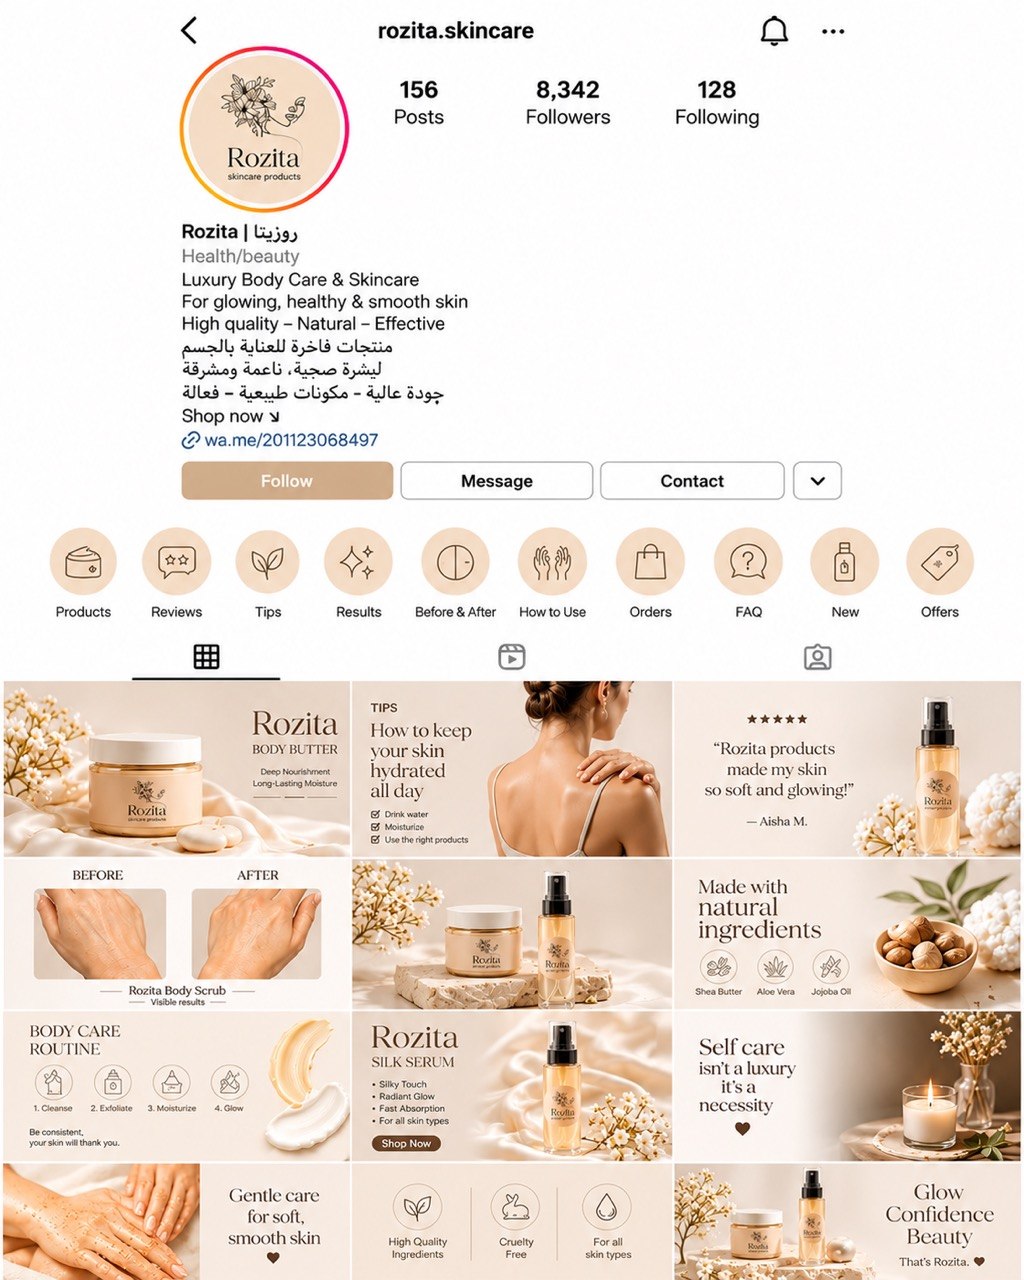 rozita.skincare
Rozita
skincare products
156
Posts
8,342
Followers
128
Following
Rozita | روزيتا
Health/beauty
Luxury Body Care & Skincare
For glowing, healthy & smooth skin
High quality – Natural – Effective
منتجات فاخرة للعناية بالجسم
ليشرة صجية، ناعمة ومشرقة
جودة عالية - مكونات طبيعية – فعالة
Shop now ↘
wa.me/201123068497
Follow
Message
Contact
Products
Reviews
Tips
Results
Before & After
How to Use
Orders
FAQ
New
Offers
Rozita
BODY BUTTER
Deep Nourishment
Long-Lasting Moisture
Rozita
skincare products
TIPS
How to keep
your skin
hydrated
all day
Drink water
Moisturize
Use the right products
★★★★★
“Rozita products
made my skin
so soft and glowing!”
— Aisha M.
Rozita
BEFORE
AFTER
Rozita Body Scrub
Visible results
Rozita
Rozita
Made with
natural
ingredients
Shea Butter
Aloe Vera
Jojoba Oil
BODY CARE
ROUTINE
1. Cleanse
2. Exfoliate
3. Moisturize
4. Glow
Be consistent,
your skin will thank you.
Rozita
SILK SERUM
• Silky Touch
• Radiant Glow
• Fast Absorption
• For all skin types
Shop Now
Rozita
Self care
isn't a luxury
it's a
necessity
Gentle care
for soft,
smooth skin
High Quality
Ingredients
Cruelty
Free
For all
skin types
Rozita
Rozita
Glow
Confidence
Beauty
That's Rozita.